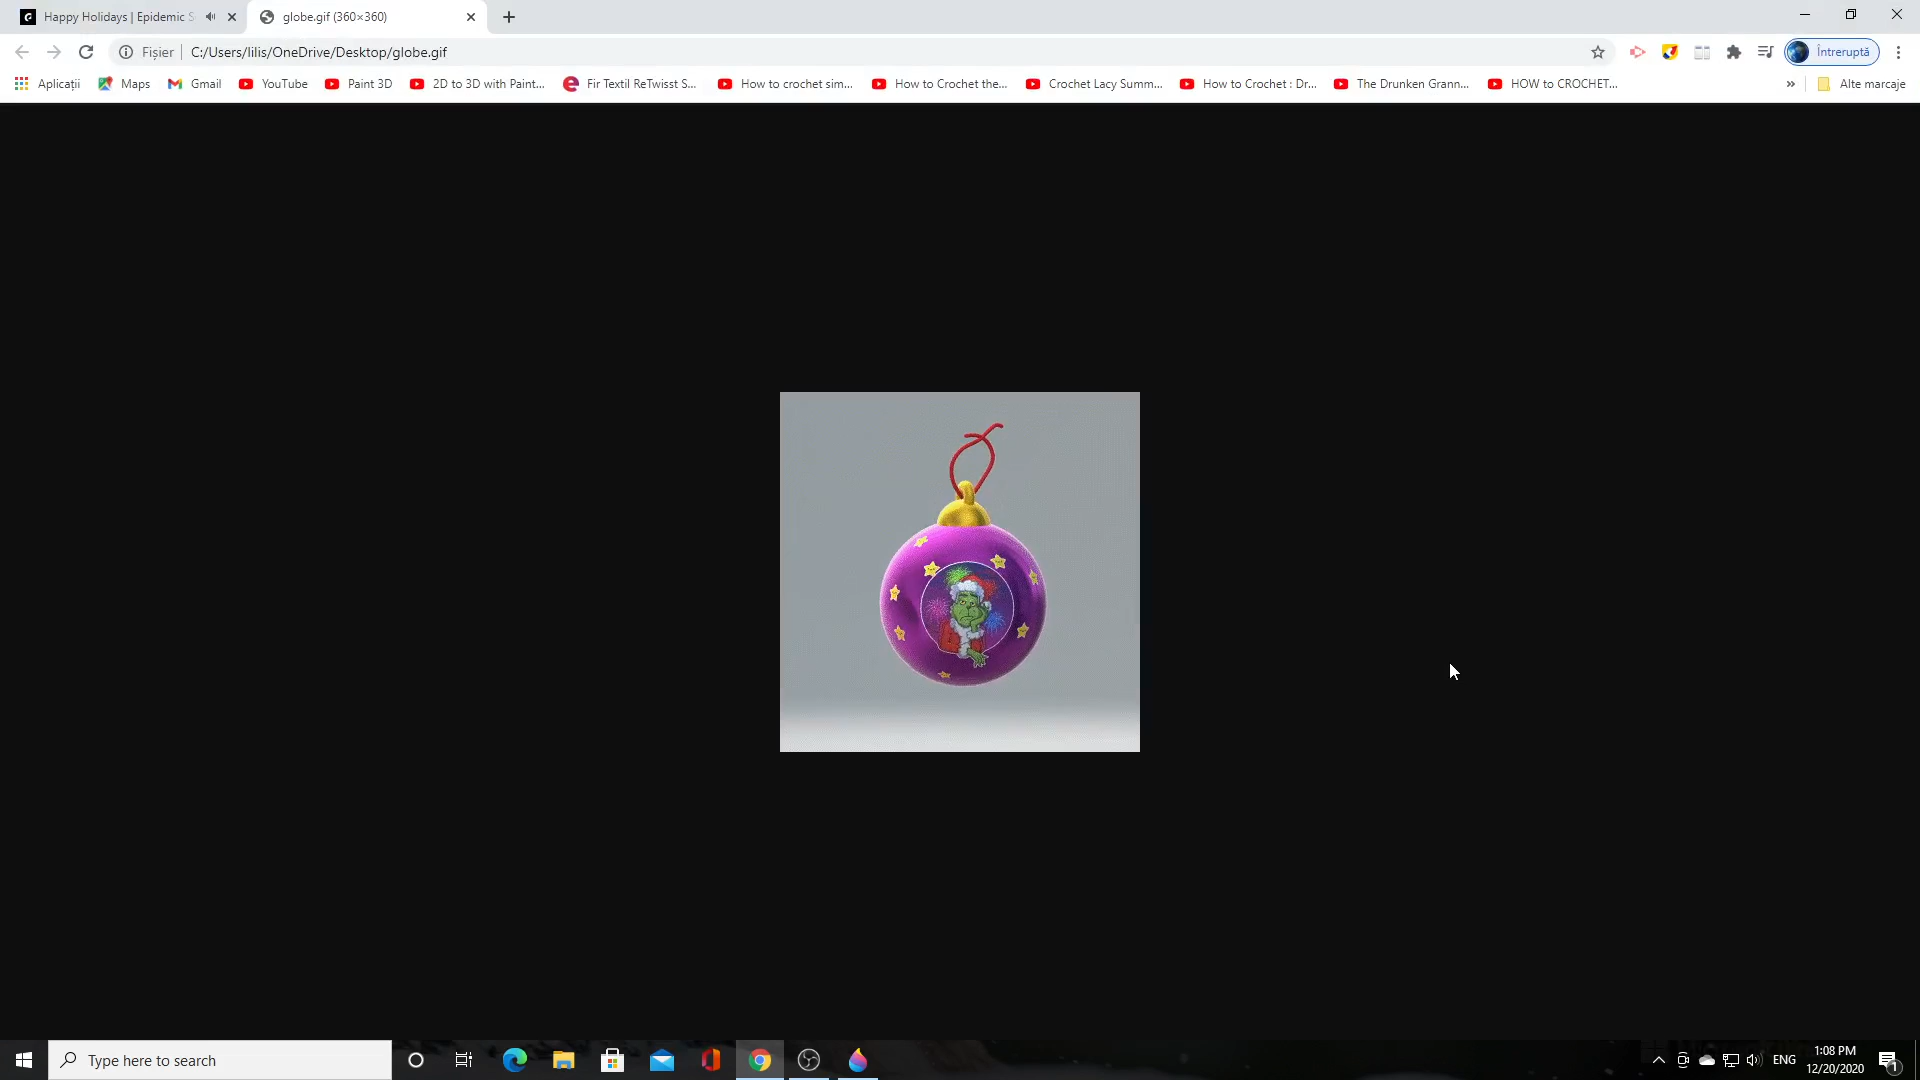 Happy Holidays | Epidemic S
globe.gif (360×360)
Fișier
C:/Users/lilis/OneDrive/Desktop/globe.gif
Întreruptă
Aplicații
Maps
Gmail
YouTube
Paint 3D
2D to 3D with Paint...
Fir Textil ReTwisst S...
How to crochet sim...
How to Crochet the...
Crochet Lacy Summ...
How to Crochet : Dr...
The Drunken Grann...
HOW to CROCHET...
»
Alte marcaje
Type here to search
ENG
1:08 PM
12/20/2020
1